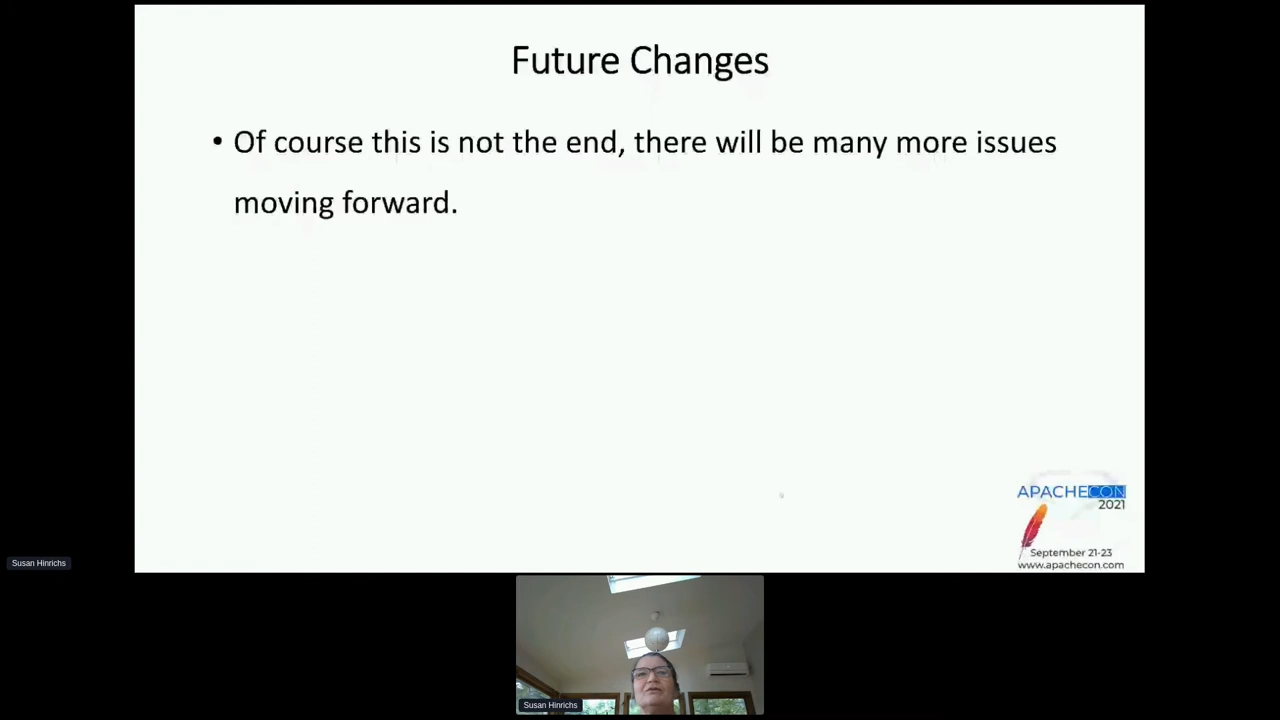 Future Changes
• Of course this is not the end, there will be many more issues
moving forward.
APACHECON
2021
September 21-23
www.apachecon.com
Susan Hinrichs
Susan Hinrichs